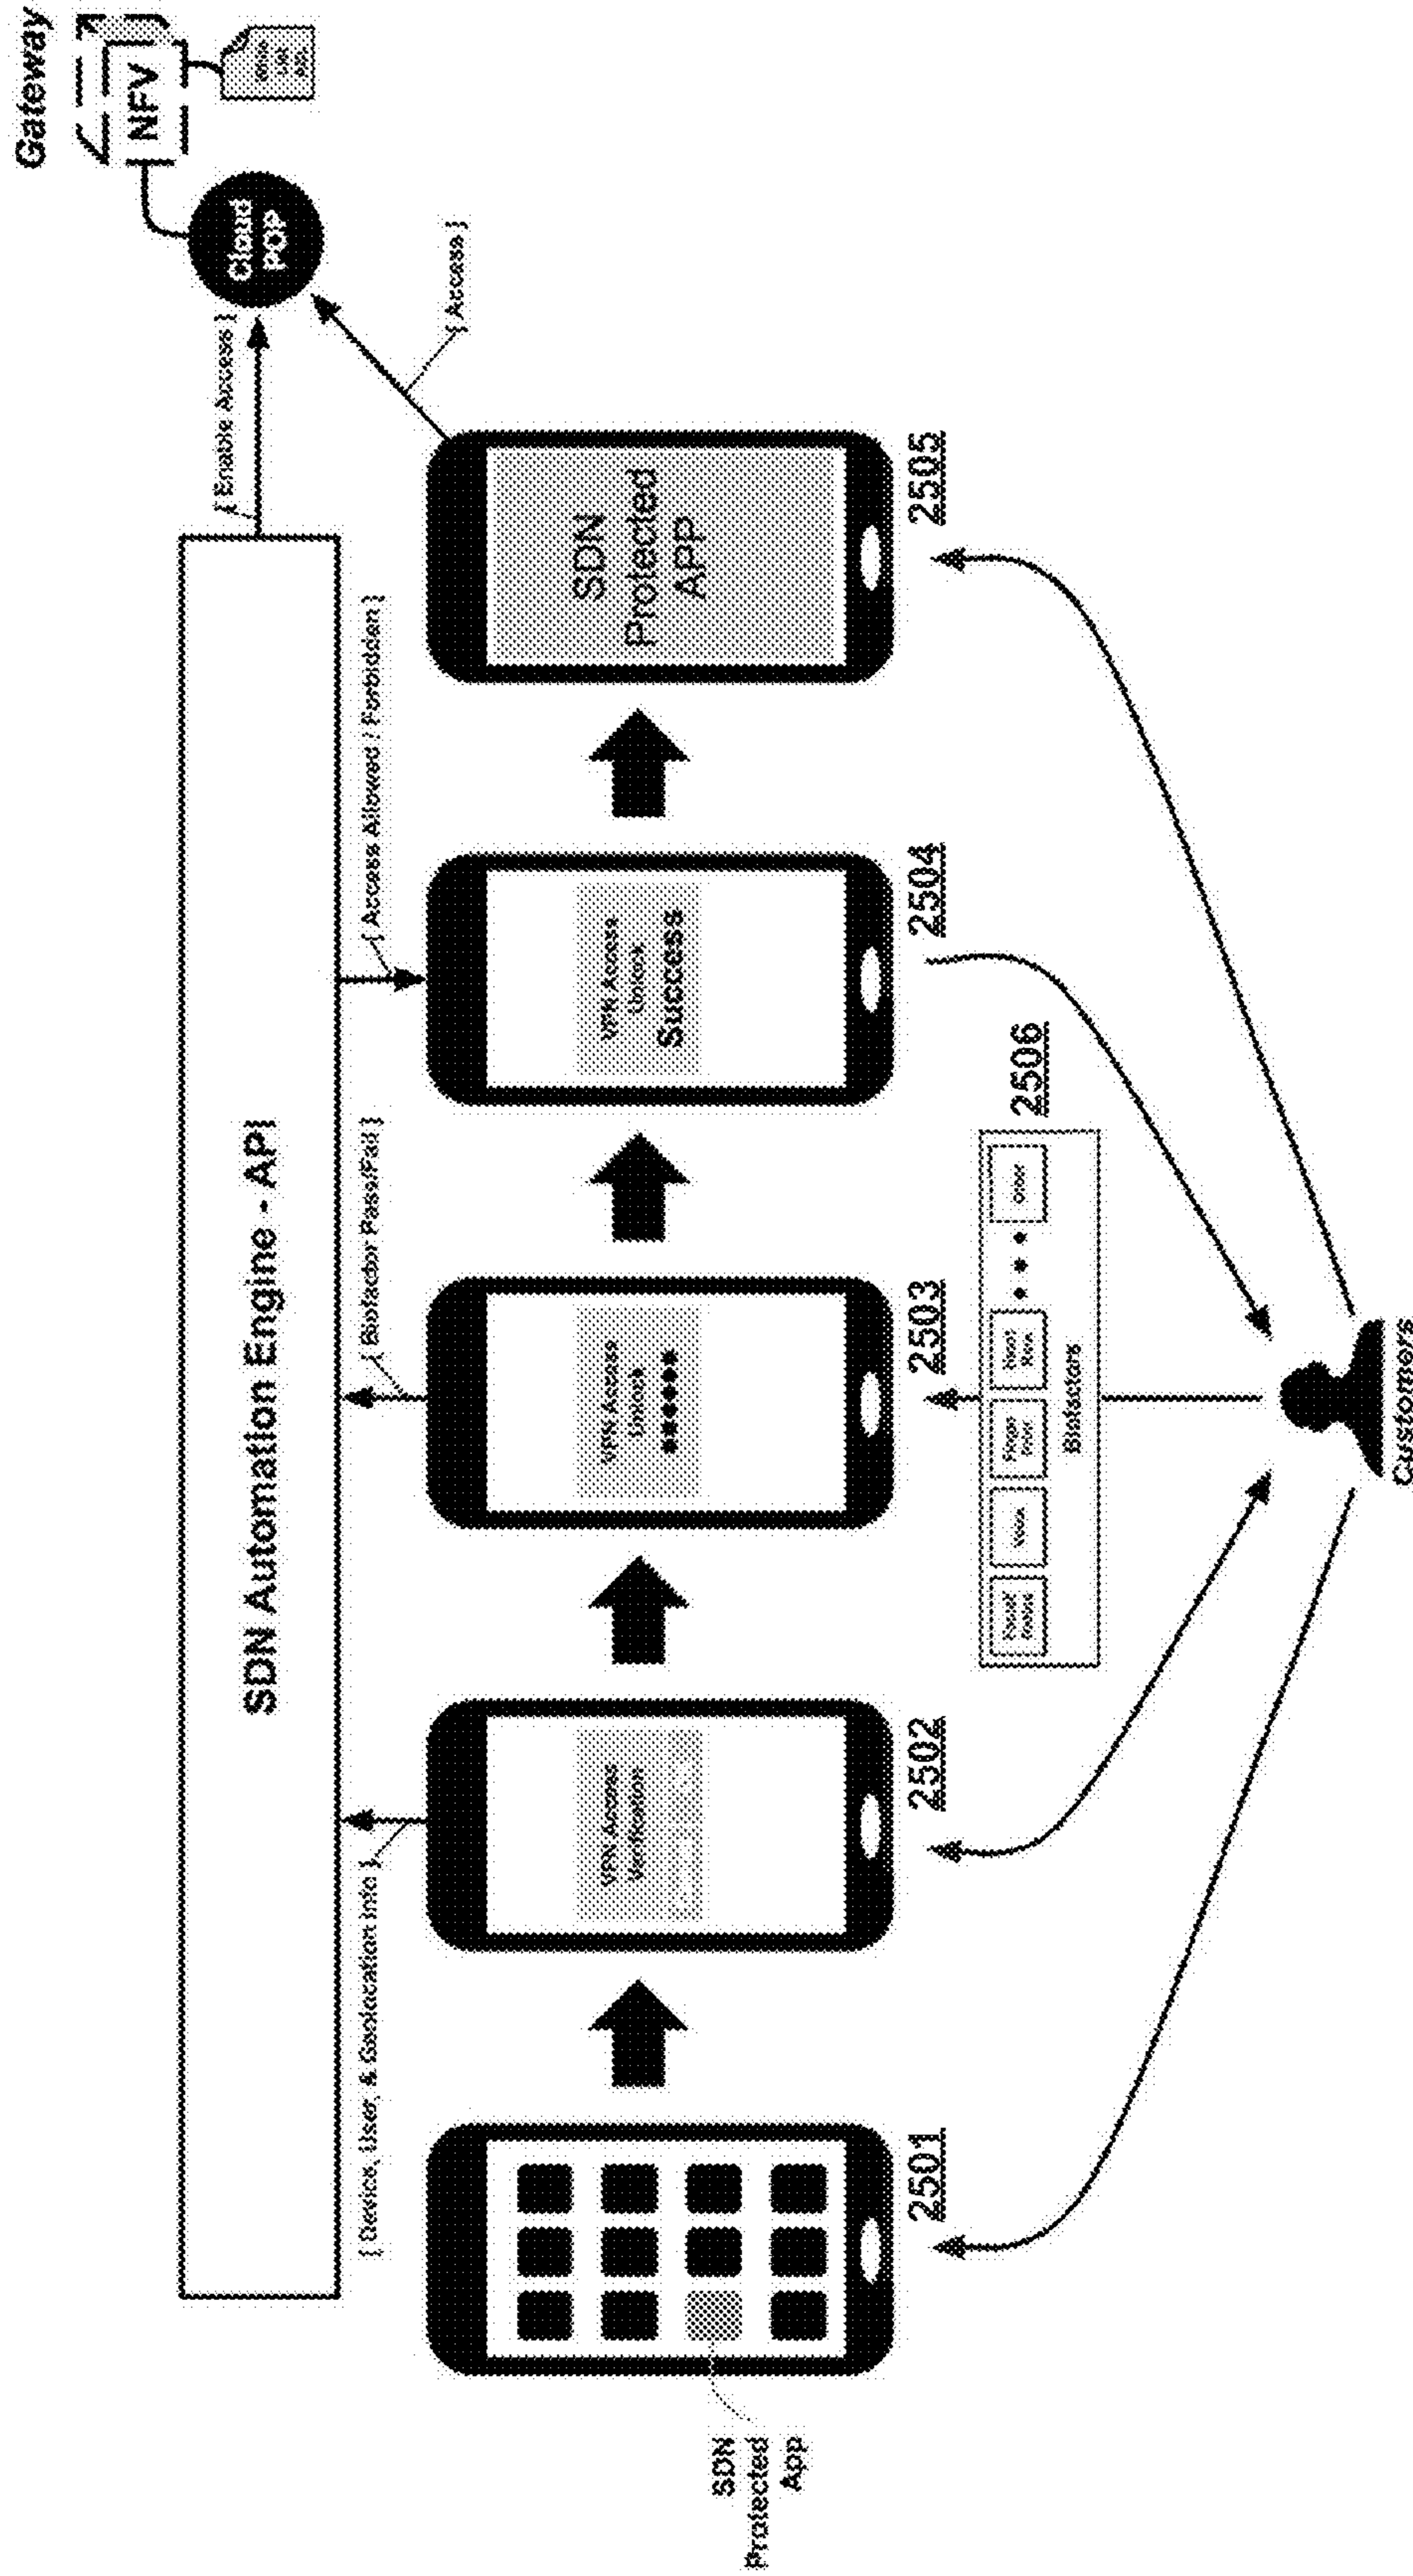 Gateway
NFV
Cloud
POP
[ Enable Access ]
[ Access ]
SDN Automation Engine - API
[ Device, User, & Geolocation Info ]
[ Biofactor Pass/Fail ]
[ Access Allowed / Forbidden ]
SDN
Protected
App
VPN Access
Verification
VPN Access
Unlock
VPN Access
Unlock
Success
SDN
Protected
APP
2501
2502
2503
2504
2505
2506
Voice
Finger
Print
Other
Biofactors
Customers